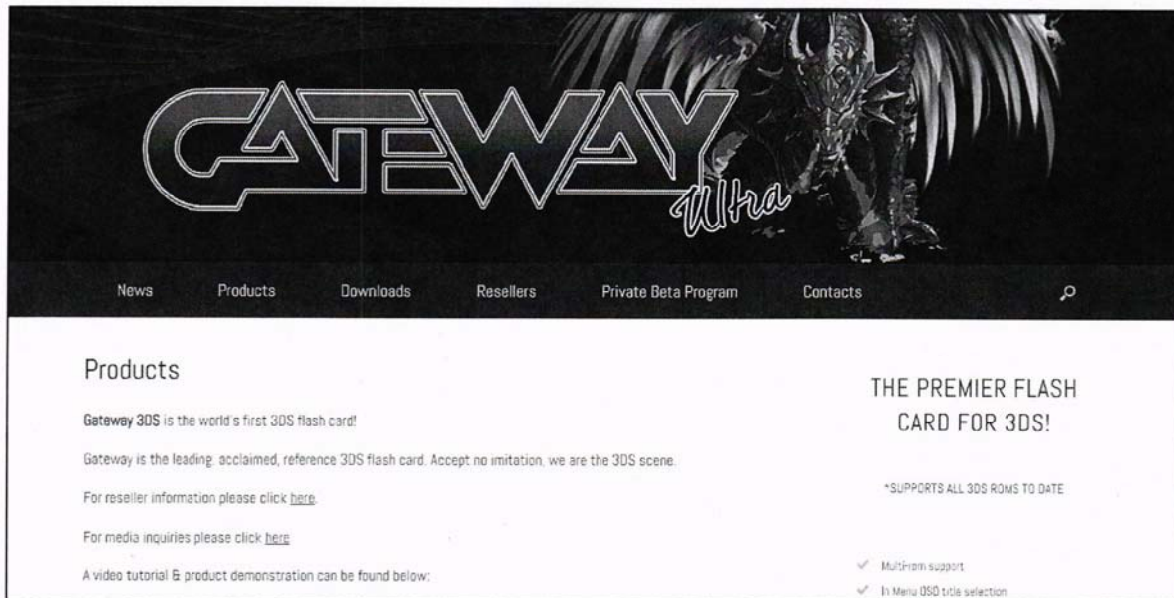 GATEWAY
Ultra
News Products Downloads Resellers Private Beta Program Contacts
Products
Gateway 3DS is the world's first 3DS flash card!
Gateway is the leading, acclaimed, reference 3DS flash card. Accept no imitation, we are the 3DS scene.
For reseller information please click here.
For media inquiries please click here
A video tutorial & product demonstration can be found below:
THE PREMIER FLASH
CARD FOR 3DS!
*SUPPORTS ALL 3DS ROMS TO DATE
Multi-rom support
In Menu OSD title selection